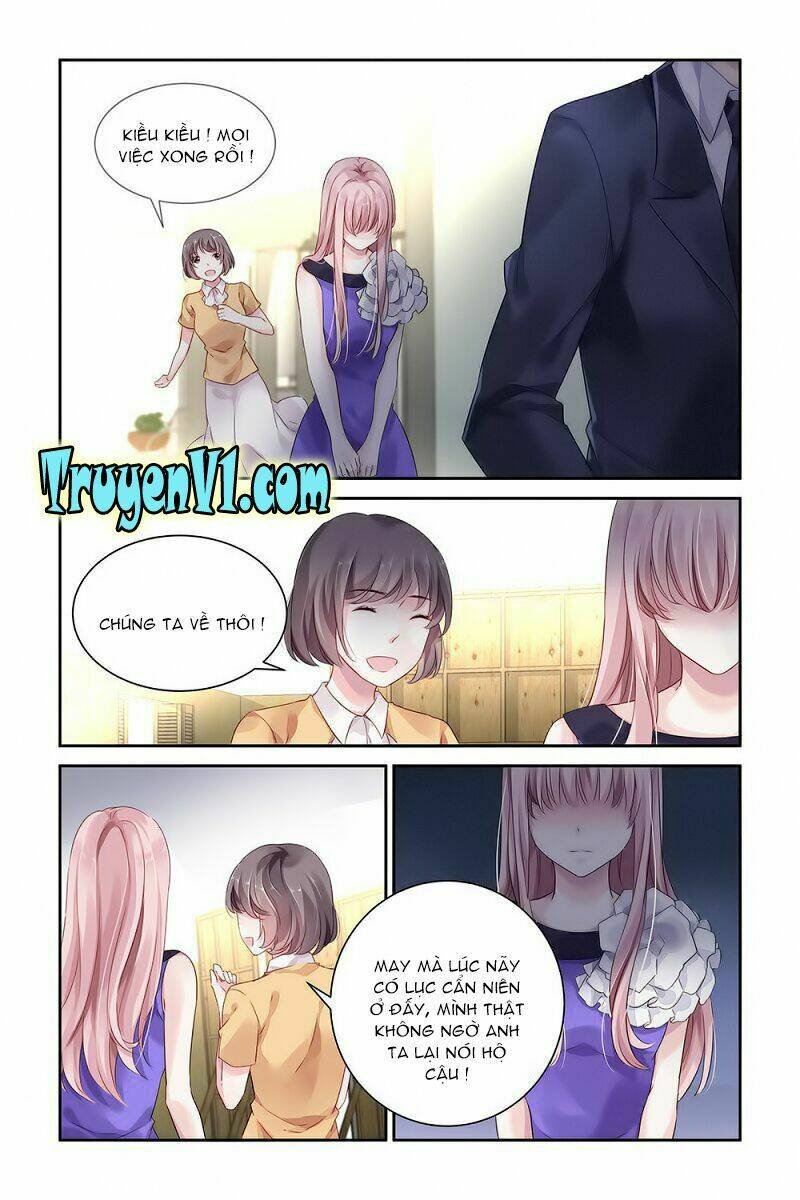 KIỀU KIỀU ! MỌI
VIỆC XONG RỒI !
TruyenV1.com
CHÚNG TA VỀ THÔI !
MAY MÀ LÚC NÃY
CÓ LỤC CẨN NIÊN
Ở ĐẤY, MÌNH THẬT
KHÔNG NGỜ ANH
TA LẠI NÓI HỘ
CẬU !